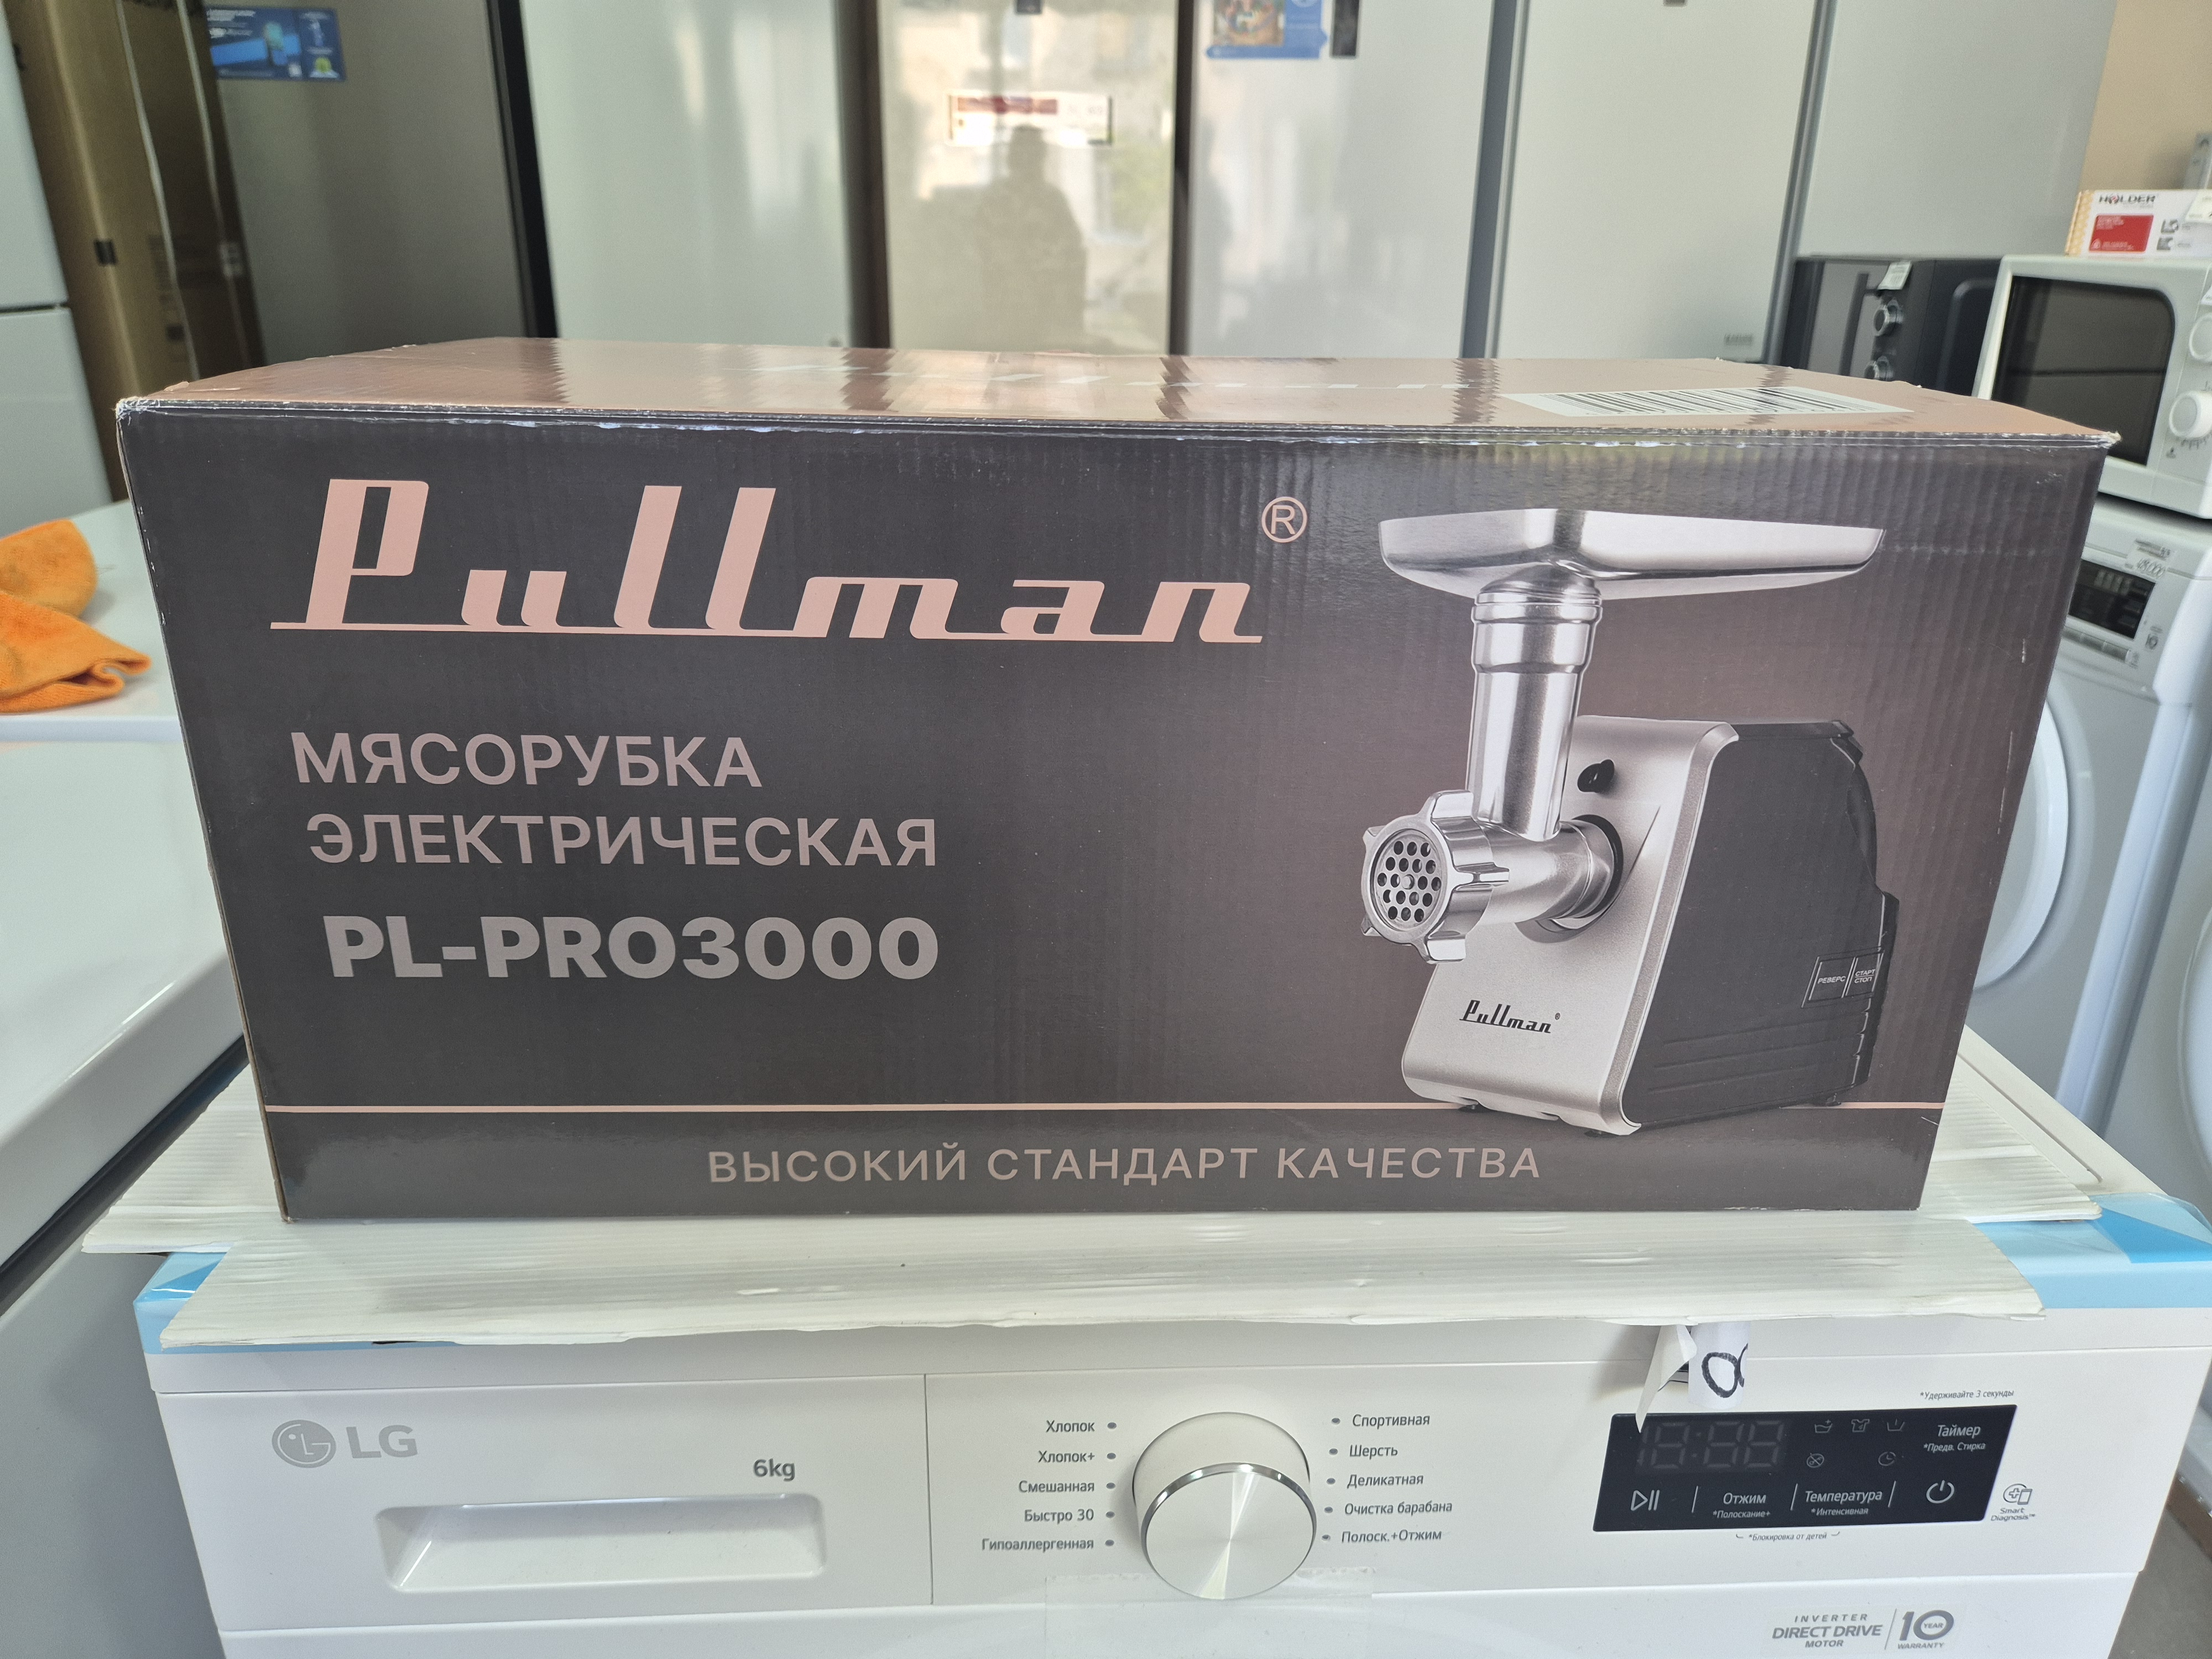 HOLDER
Pullman®
МЯСОРУБКА
ЭЛЕКТРИЧЕСКАЯ
PL-PRO3000
РЕВЕРС
СТАРТ
СТОП
Pullman®
ВЫСОКИЙ СТАНДАРТ КАЧЕСТВА
LG
6kg
Хлопок
Хлопок+
Смешанная
Быстро 30
Гипоаллергенная
Спортивная
Шерсть
Деликатная
Очистка барабана
Полоск.+Отжим
*Удерживайте 3 секунды
18:88
Таймер
*Предв. Стирка
Отжим
*Полоскание+
Температура
*Интенсивная
*Блокировка от детей
Smart
Diagnosis™
INVERTER
DIRECT DRIVE
MOTOR
10 YEAR
WARRANTY